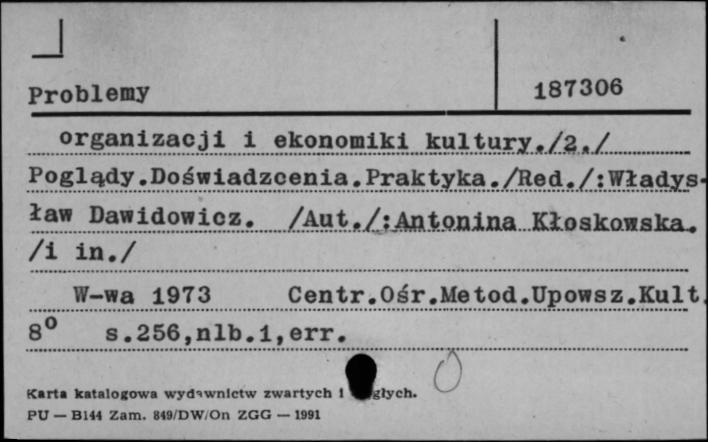 Problemy 187306
organizacji i ekonomiki kultury./2./
Poglądy.Doświadzcenia.Praktyka./Red./:Władys-
ław Dawidowicz. /Aut./:Antonina Kłoskowska.
/i in./
W-wa 1973 Centr.Ośr.Metod.Upowsz.Kult.
8⁰ s.256,nlb.1,err.
Karta katalogowa wydawnictw zwartych i głych.
PU — B144 Zam. 849/DW/On ZGG — 1991